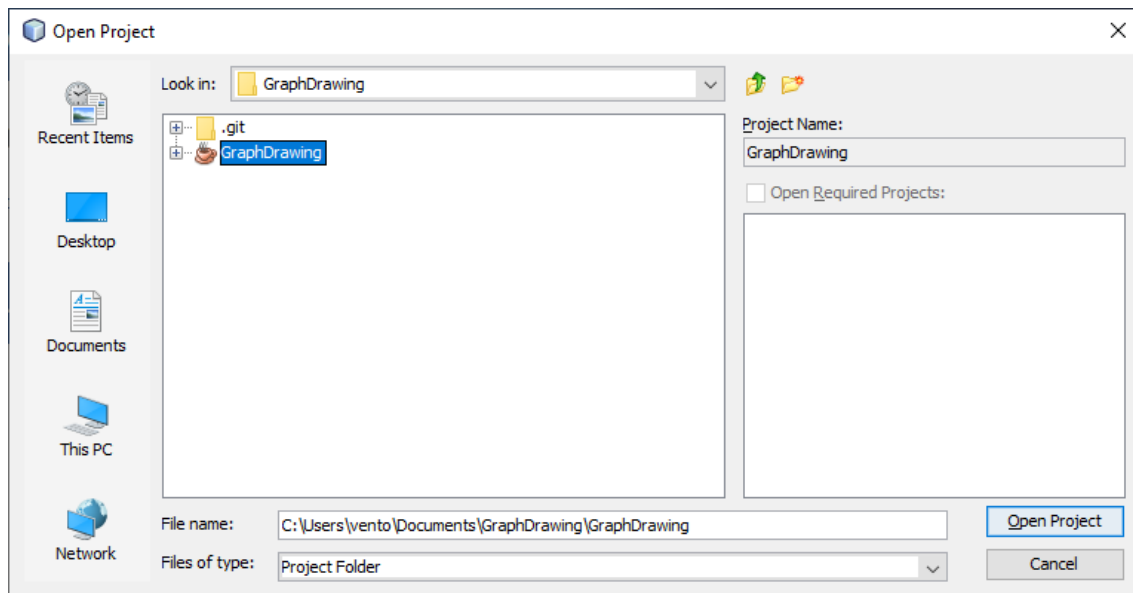 Open Project
Look in:
GraphDrawing
Recent Items
Desktop
Documents
This PC
Network
.git
GraphDrawing
Project Name:
GraphDrawing
Open Required Projects:
File name:
C:\Users\vento\Documents\GraphDrawing\GraphDrawing
Open Project
Files of type:
Project Folder
Cancel